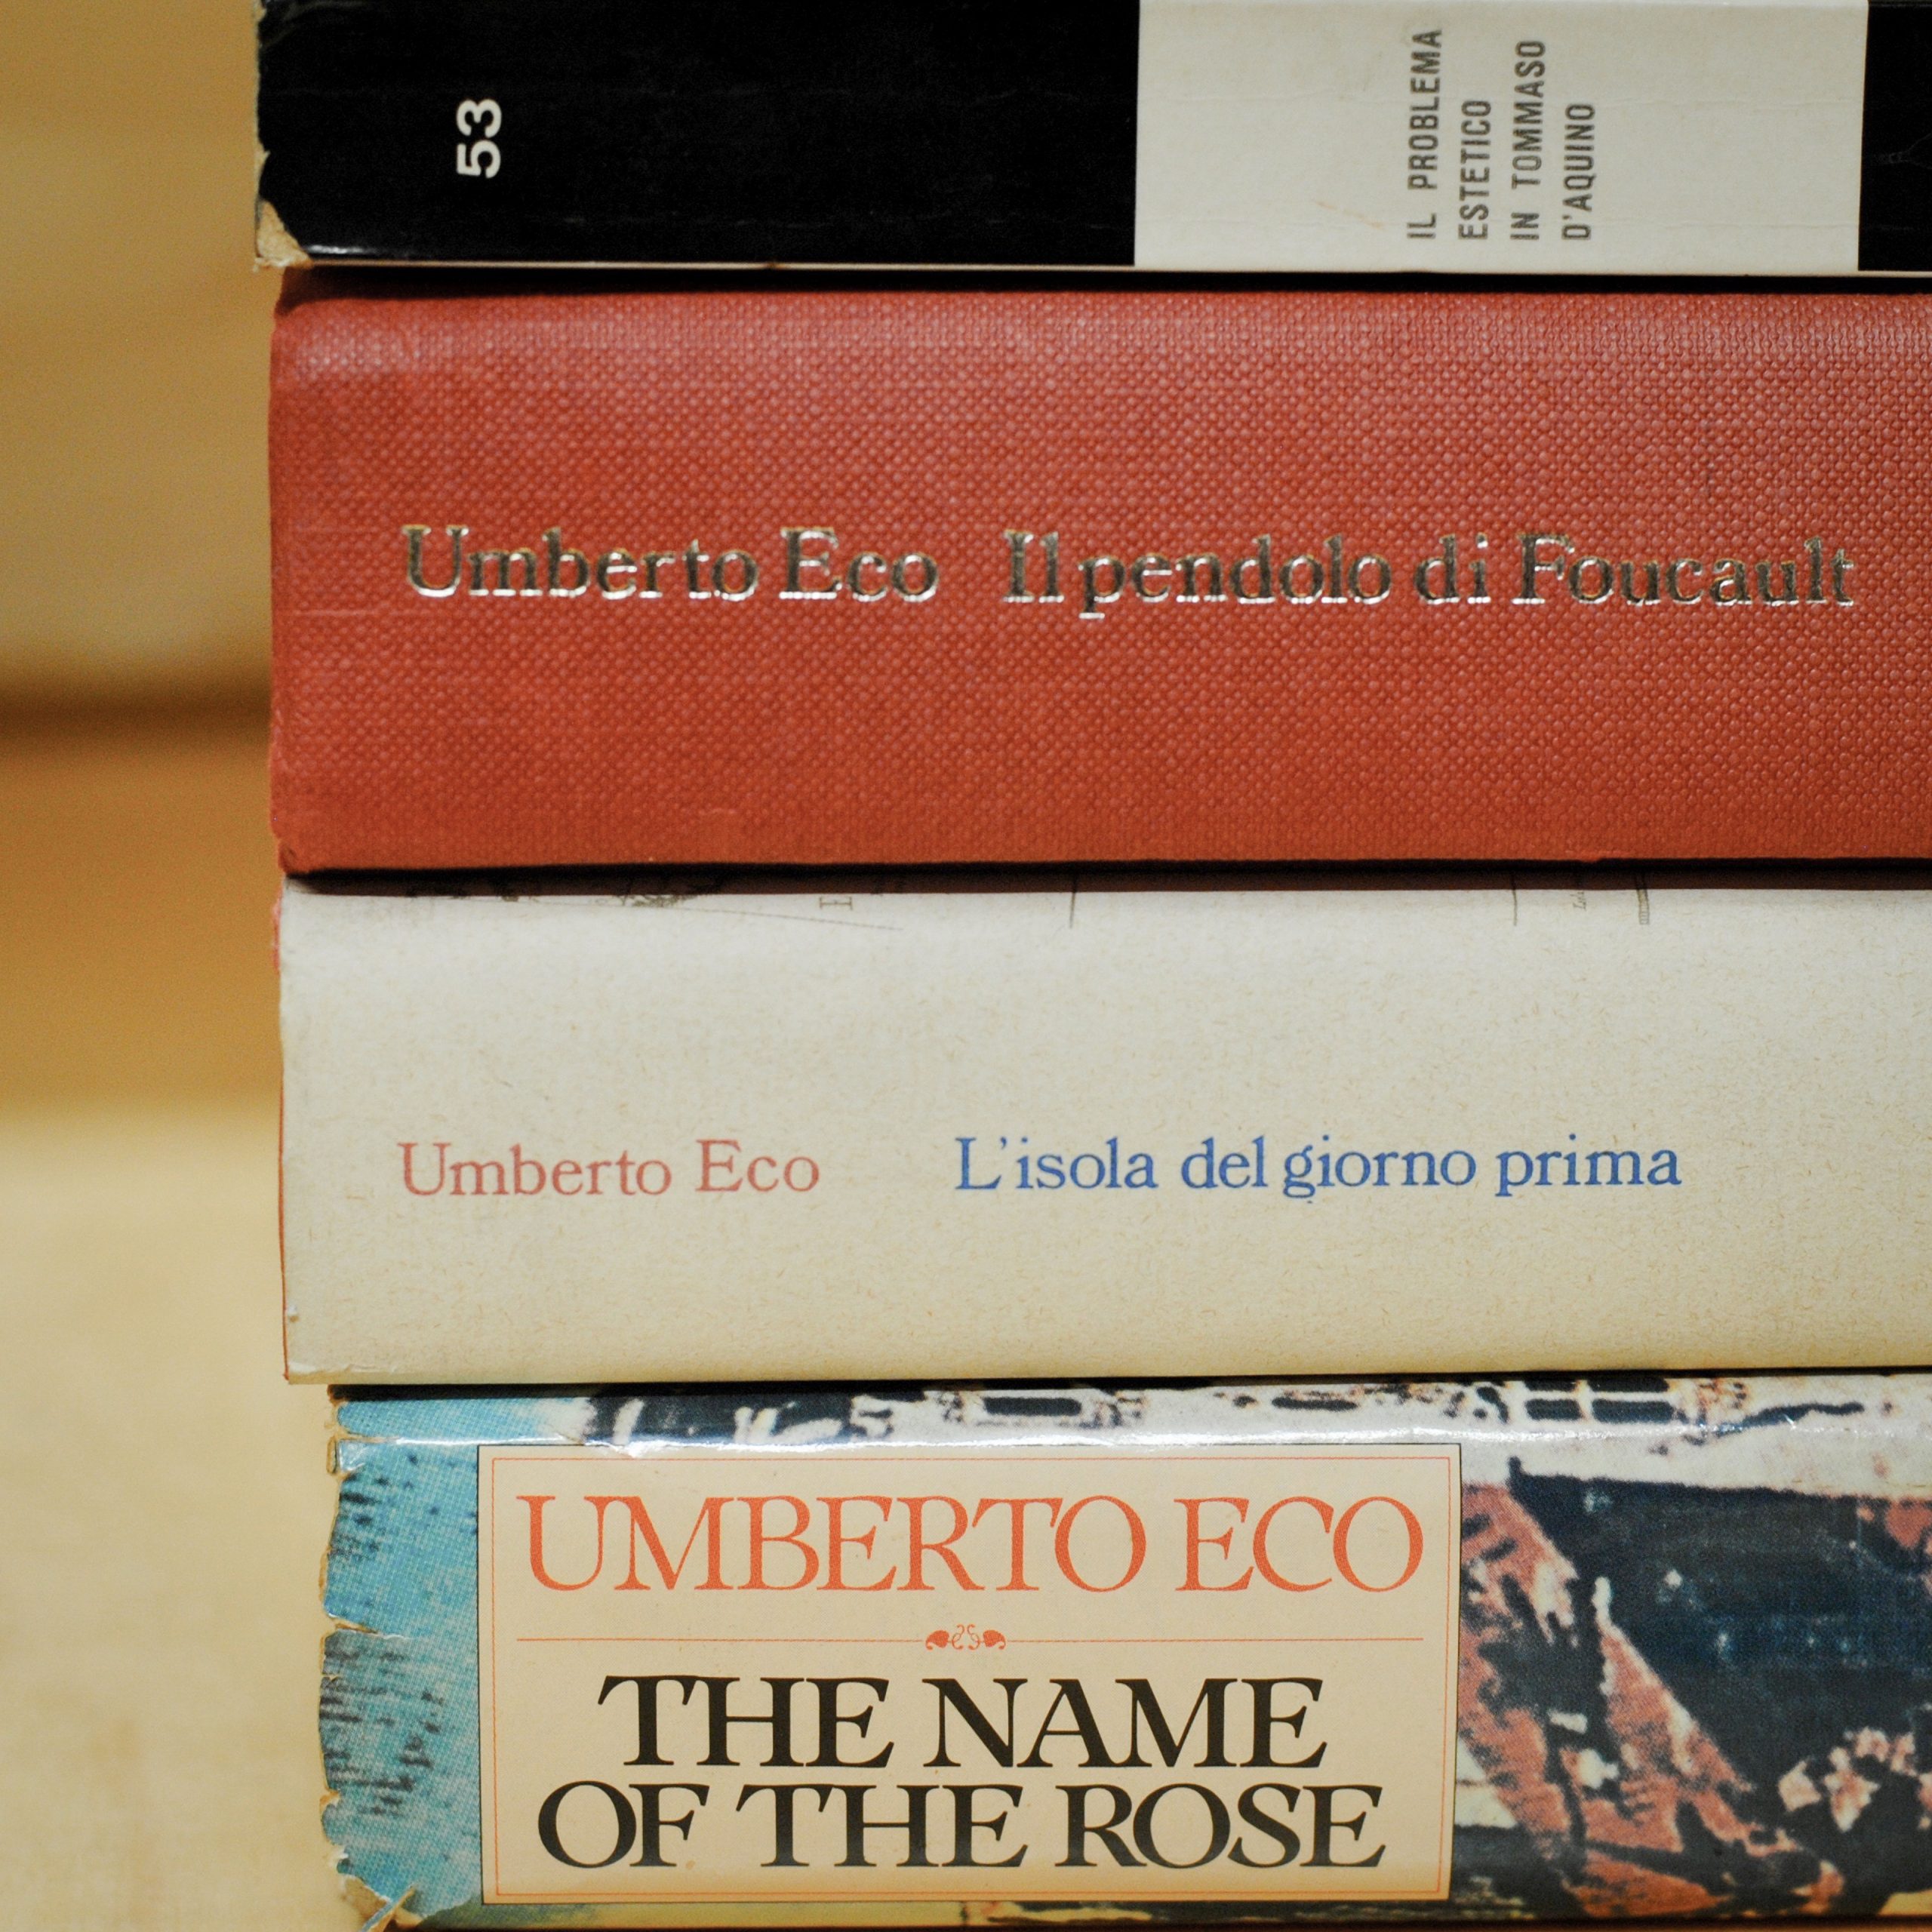 53
IL PROBLEMA
ESTETICO
IN TOMMASO
D'AQUINO
Umberto Eco Il pendolo di Foucault
Umberto Eco L'isola del giorno prima
UMBERTO ECO
THE NAME
OF THE ROSE